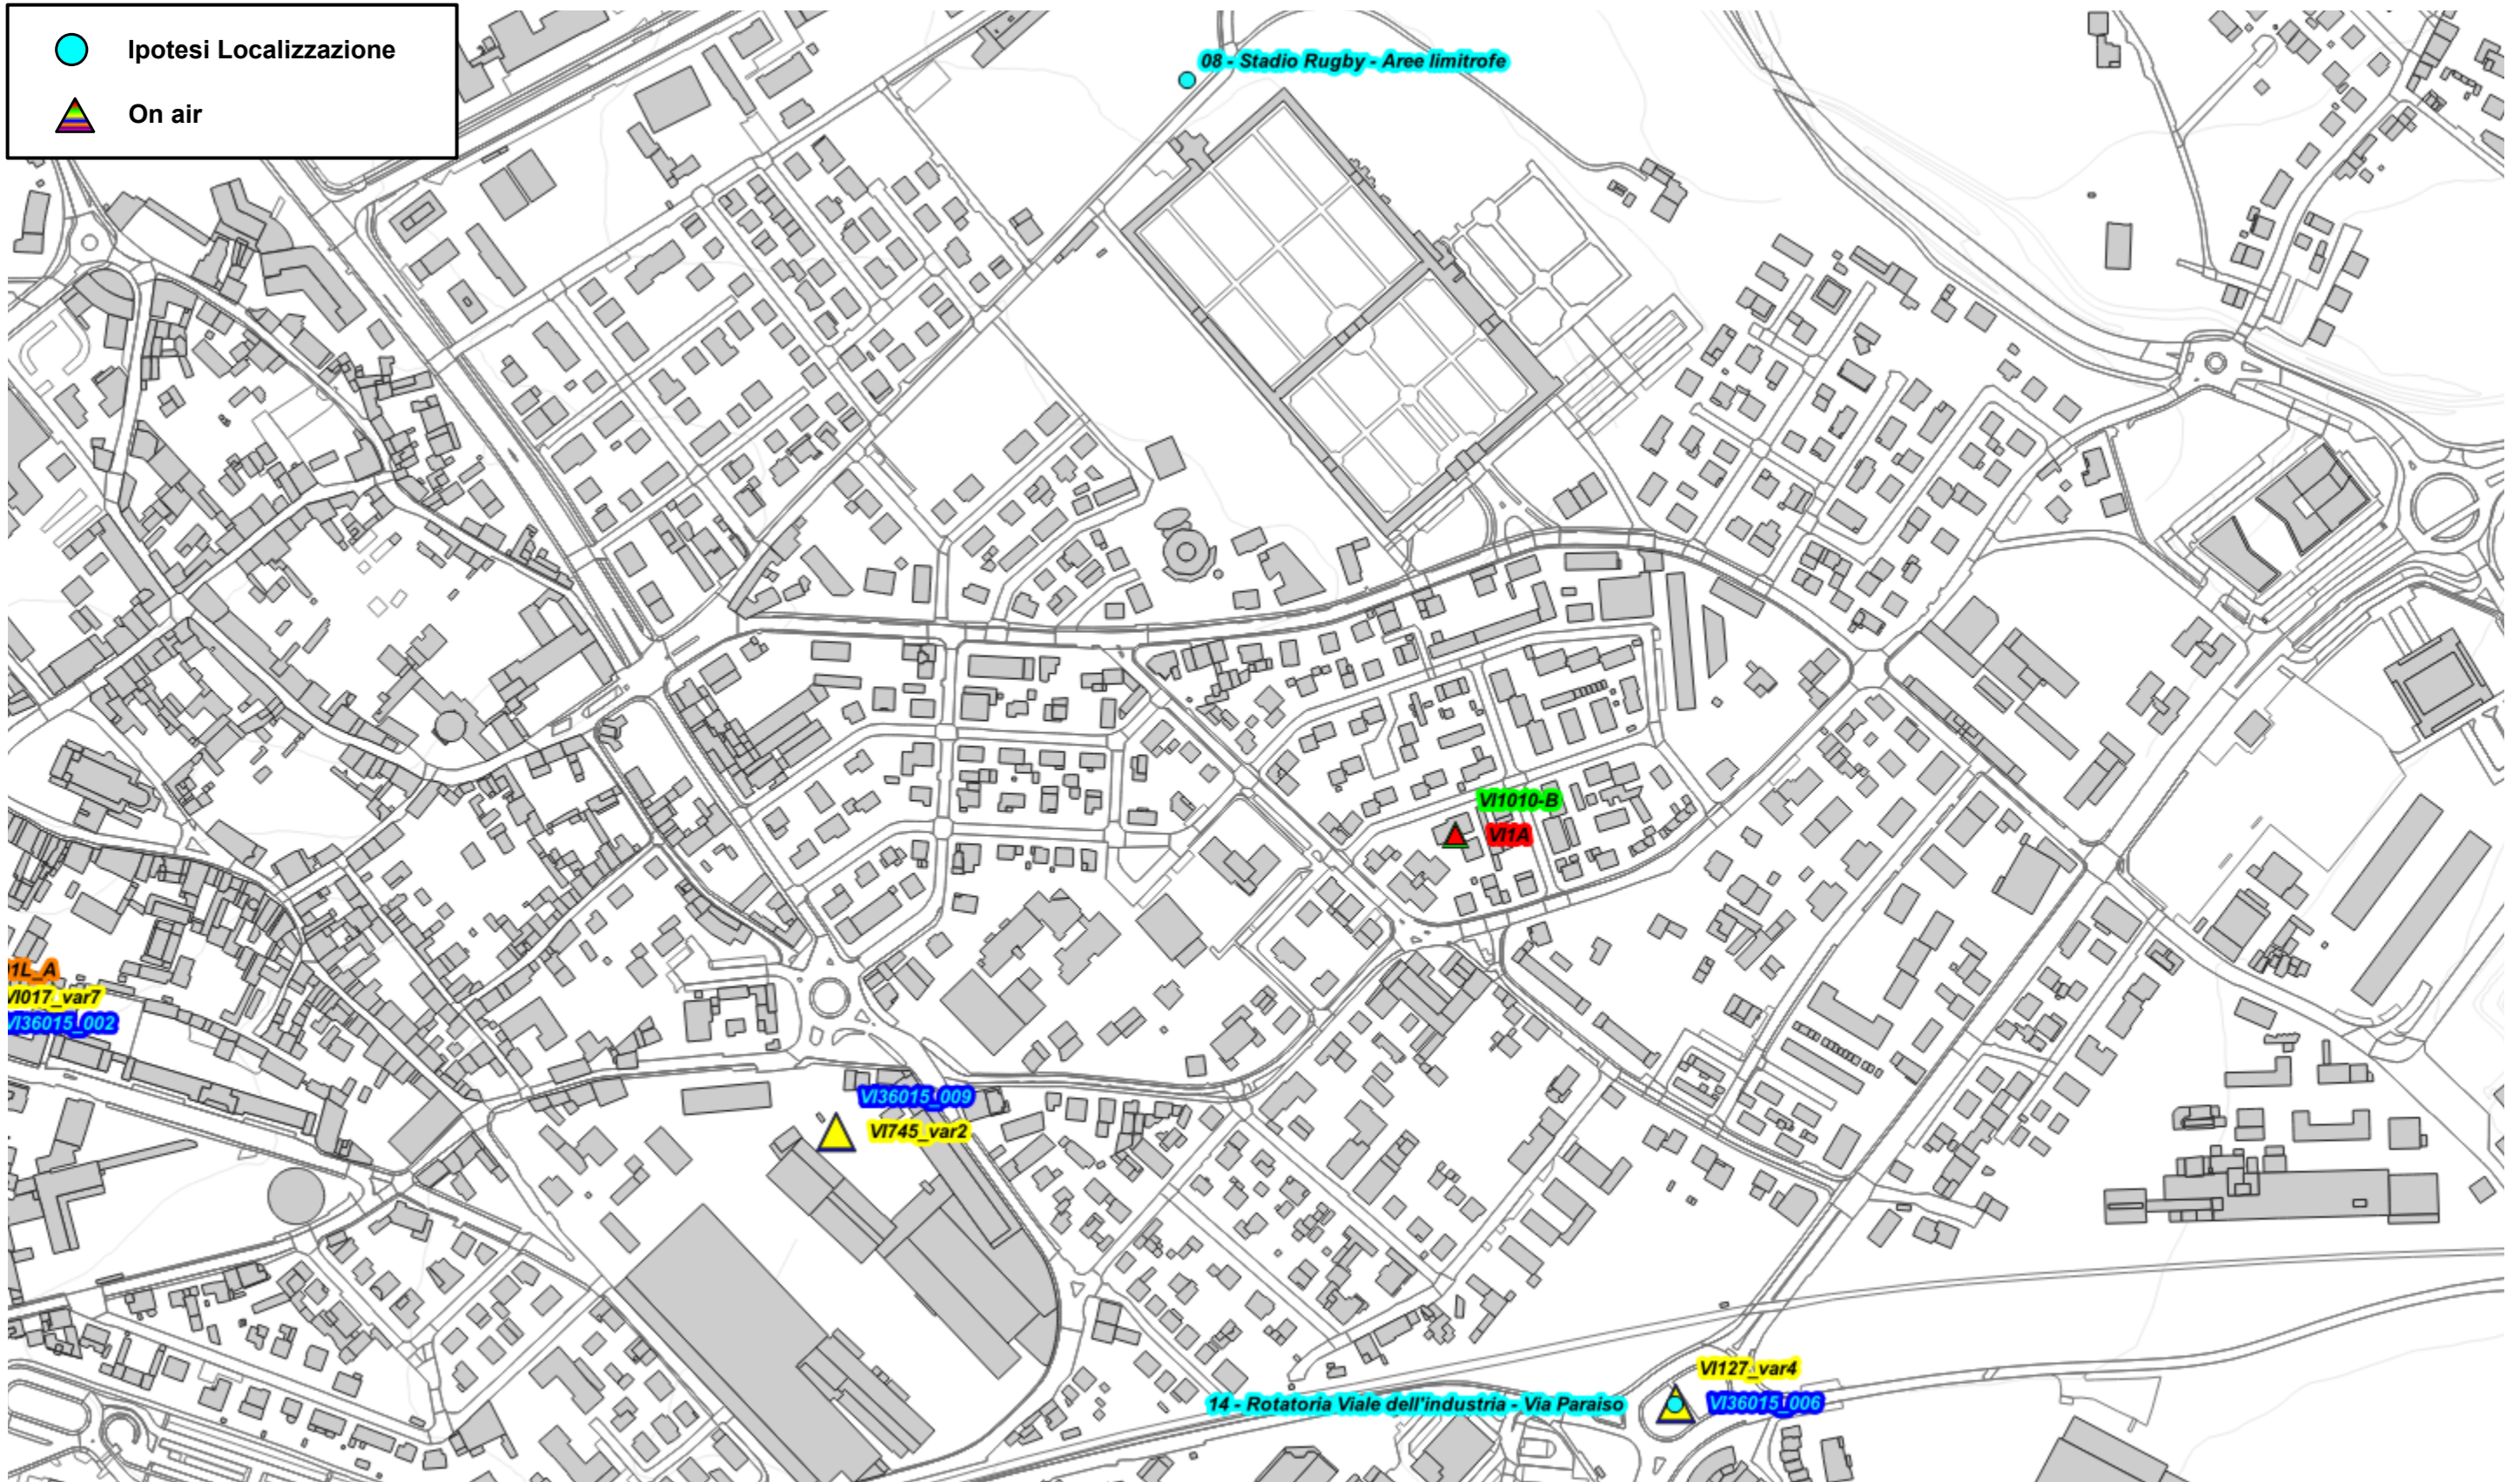 Ipotesi Localizzazione
On air
08 - Stadio Rugby - Aree limitrofe
VI1010-B
VI1A
1L_A
VI017_var7
VI36015_002
VI36015_009
VI745_var2
VI127_var4
14 - Rotatoria Viale dell'industria - Via Paraiso
VI36015_006